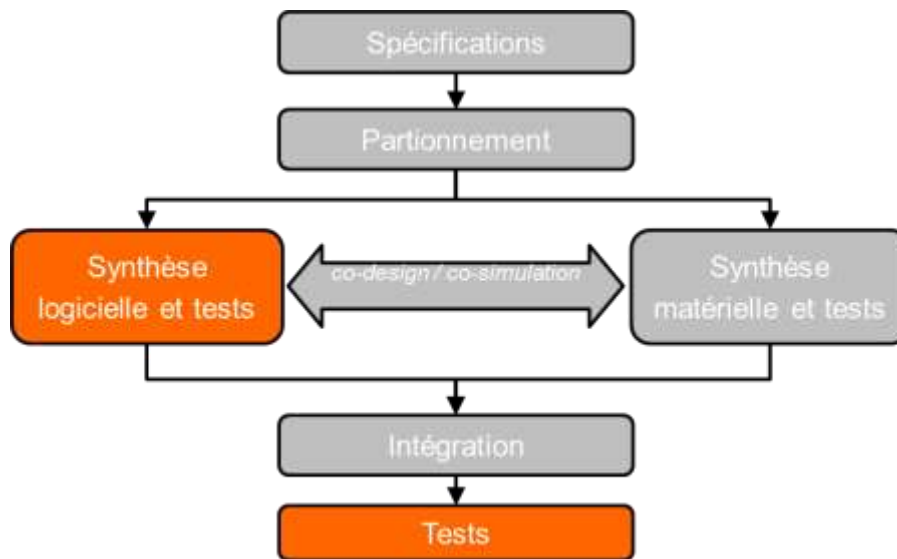 Spécifications
Partionnement
Synthèse
logicielle et tests
co-design / co-simulation
Synthèse
matérielle et tests
Intégration
Tests